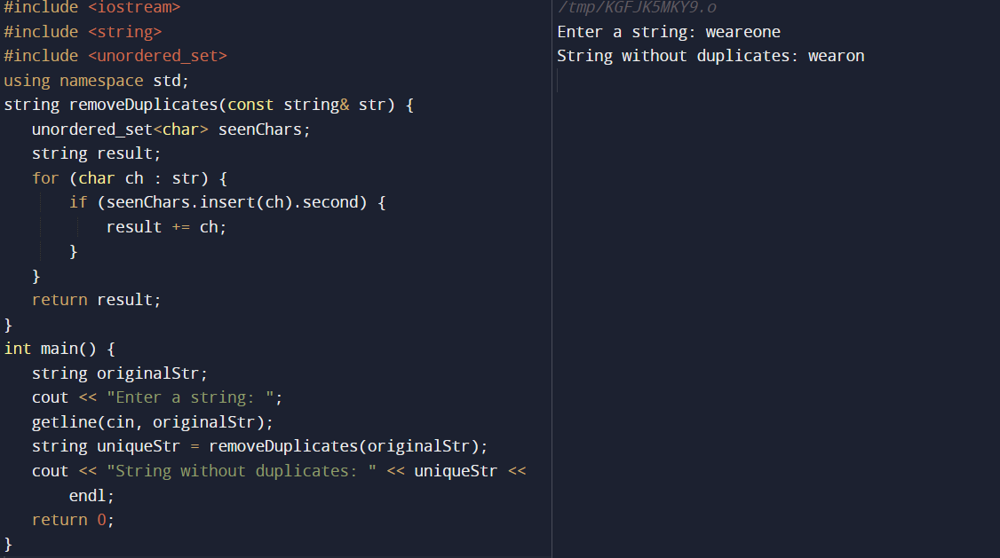 #include <iostream>
#include <string>
#include <unordered_set>
using namespace std;
string removeDuplicates(const string& str) {
   unordered_set<char> seenChars;
   string result;
   for (char ch : str) {
       if (seenChars.insert(ch).second) {
           result += ch;
       }
   }
   return result;
}
int main() {
   string originalStr;
   cout << "Enter a string: ";
   getline(cin, originalStr);
   string uniqueStr = removeDuplicates(originalStr);
   cout << "String without duplicates: " << uniqueStr <<
       endl;
   return 0;
}
/tmp/KGFJK5MKY9.o
Enter a string: weareone
String without duplicates: wearon